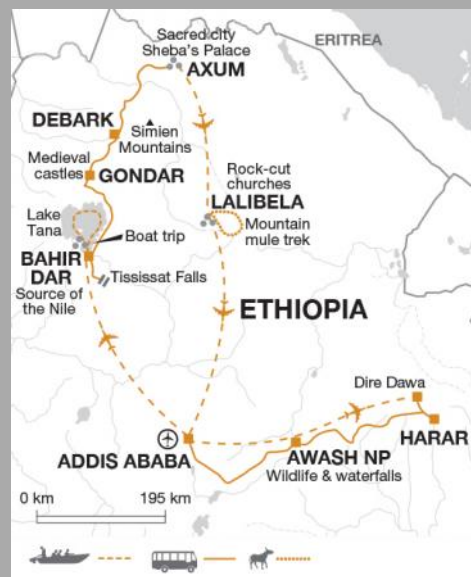 Sacred city
Sheba's Palace
AXUM
ERITREA
DEBARK
Simien
Mountains
Medieval
castles
GONDAR
Rock-cut
churches
LALIBELA
Mountain
mule trek
Lake
Tana
Boat trip
BAHIR
DAR
Tississat Falls
Source of
the Nile
ETHIOPIA
Dire Dawa
HARAR
ADDIS ABABA
AWASH NP
Wildlife & waterfalls
0 km
195 km